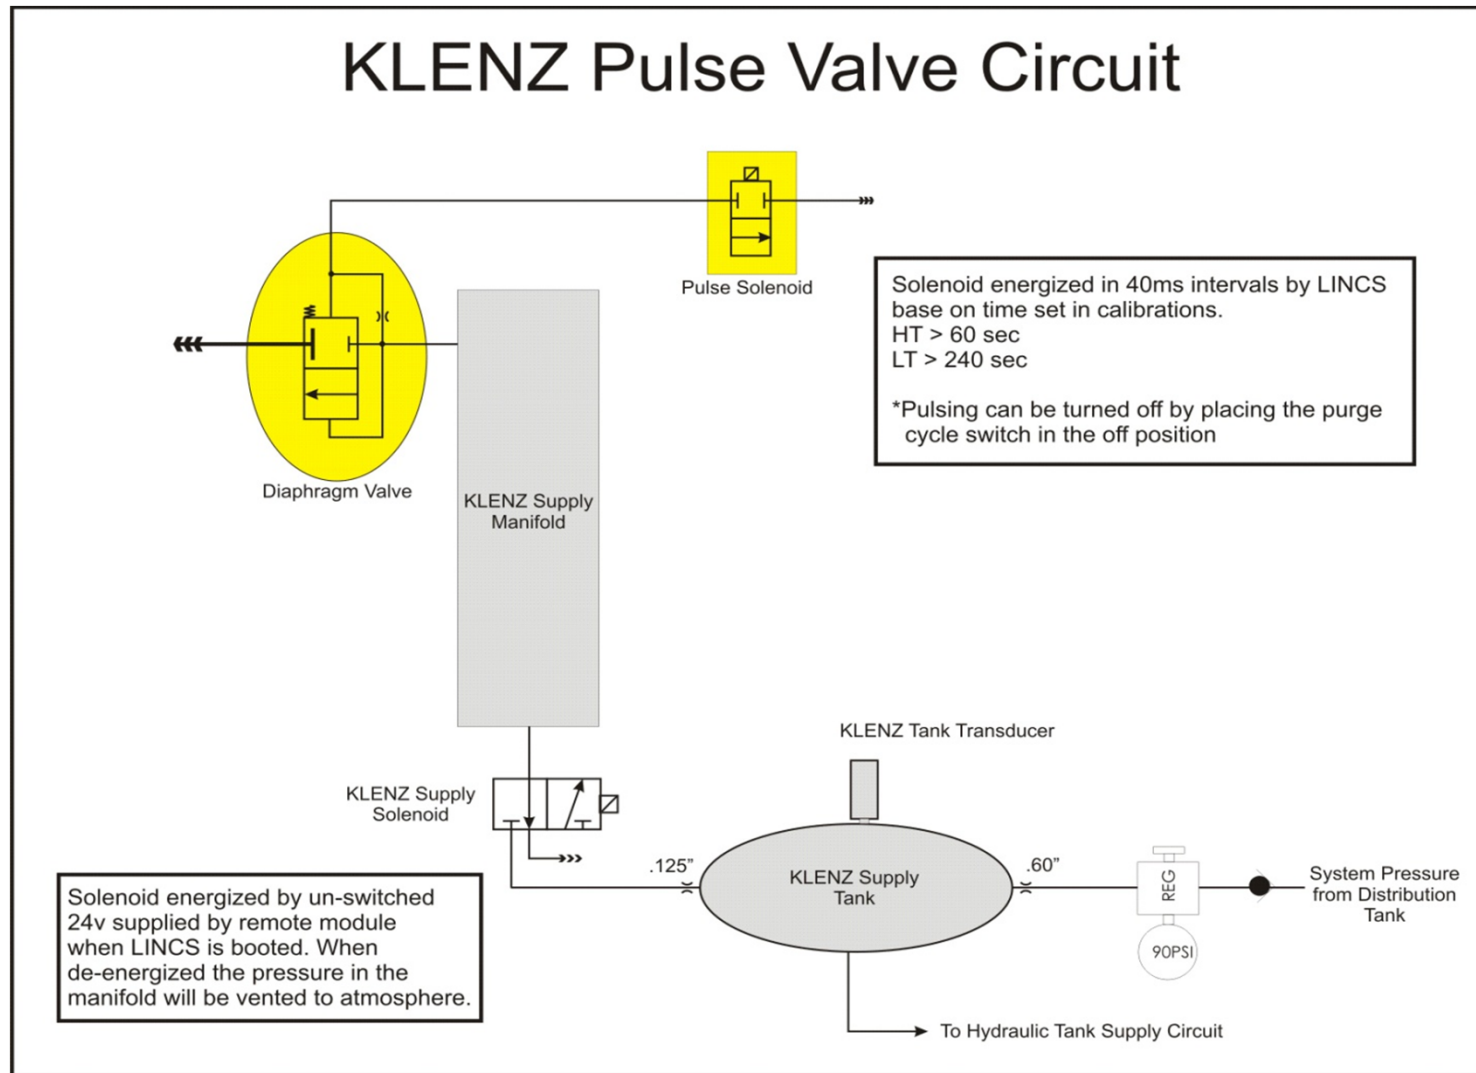 KLENZ Pulse Valve Circuit
Pulse Solenoid
Solenoid energized in 40ms intervals by LINCS
base on time set in calibrations.
HT > 60 sec
LT > 240 sec
*Pulsing can be turned off by placing the purge
cycle switch in the off position
Diaphragm Valve
KLENZ Supply
Manifold
KLENZ Tank Transducer
KLENZ Supply
Solenoid
.125”
KLENZ Supply
Tank
.60”
REG
90PSI
System Pressure
from Distribution
Tank
Solenoid energized by un-switched
24v supplied by remote module
when LINCS is booted. When
de-energized the pressure in the
manifold will be vented to atmosphere.
To Hydraulic Tank Supply Circuit